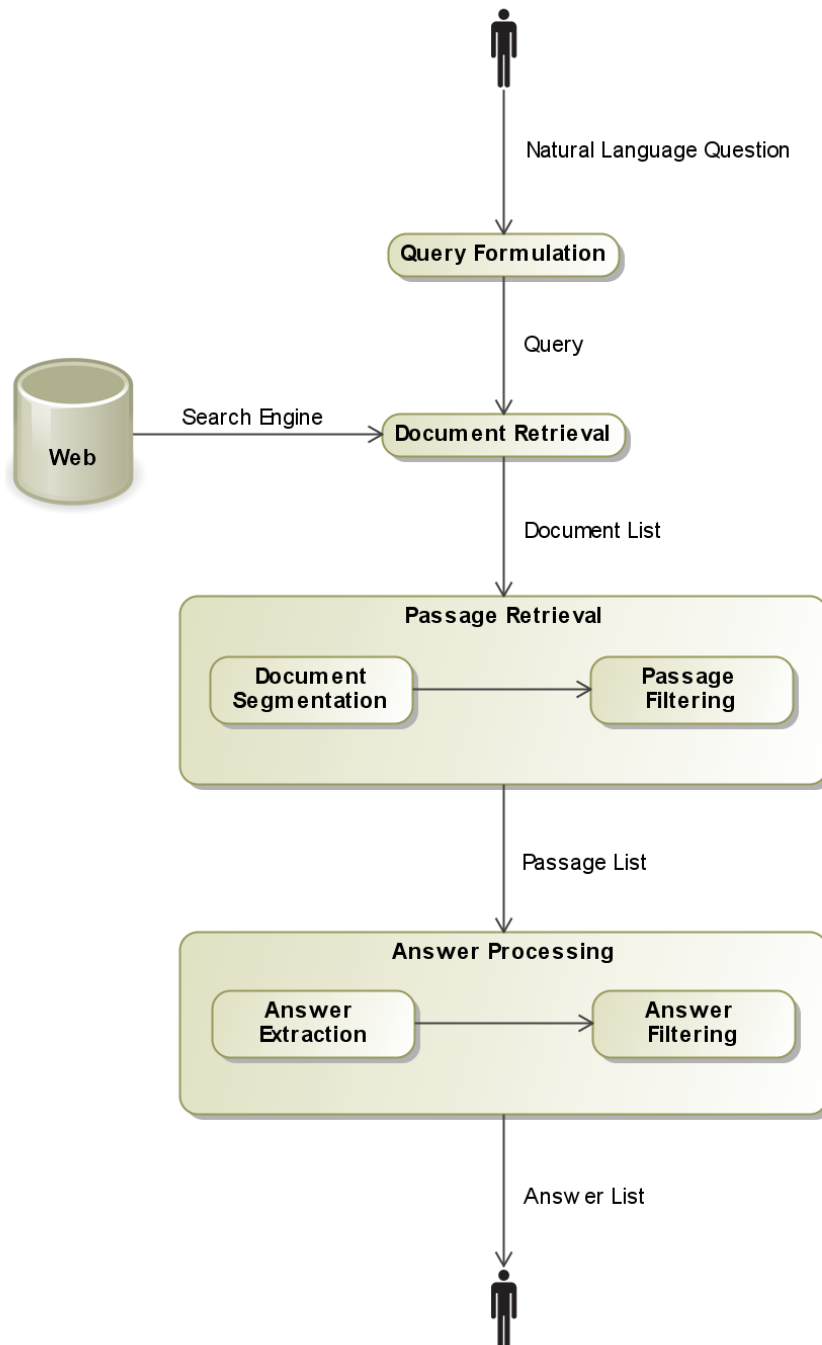 Natural Language Question
Query Formulation
Query
Search Engine
Web
Document Retrieval
Document List
Passage Retrieval
Document
Segmentation
Passage
Filtering
Passage List
Answer Processing
Answer
Extraction
Answer
Filtering
Answer List